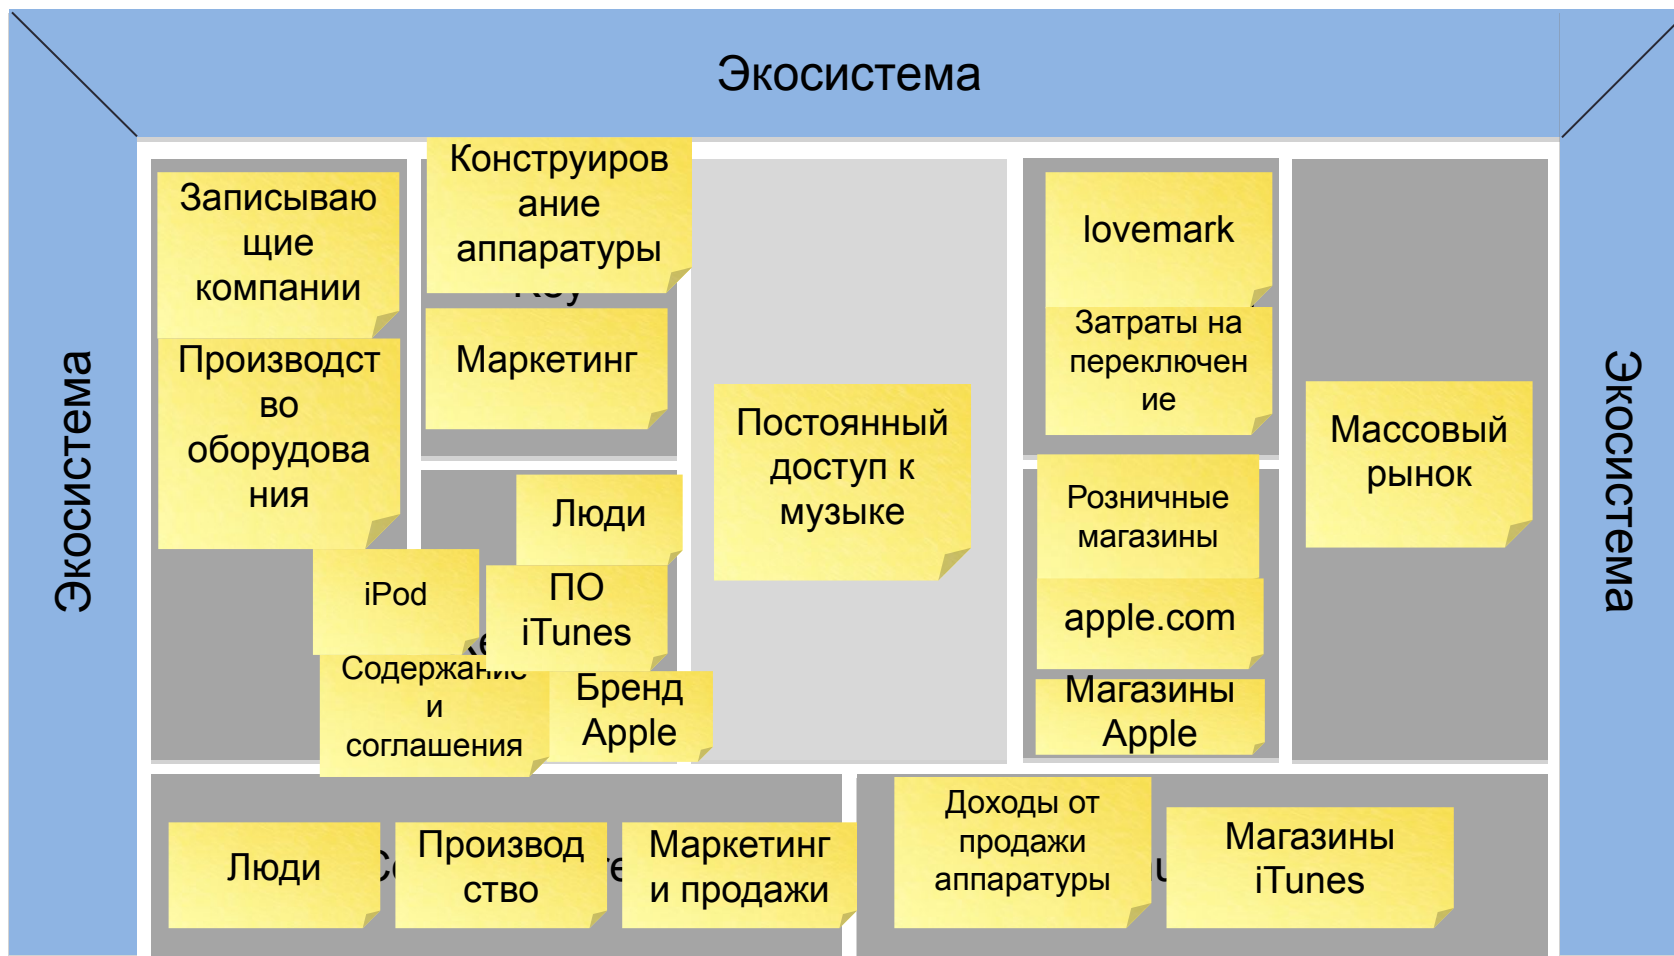 Экосистема
Экосистема
Записываю
щие
компании
Производст
во
оборудова
ния
Конструиров
ание
аппаратуры
Маркетинг
Люди
iPod
ПО
iTunes
Содержание
и
соглашения
Бренд
Apple
Постоянный
доступ к
музыке
lovemark
Затраты на
переключен
ие
Розничные
магазины
apple.com
Магазины
Apple
Массовый
рынок
Экосистема
Люди
Производ
ство
Маркетинг
и продажи
Доходы от
продажи
аппаратуры
Магазины
iTunes